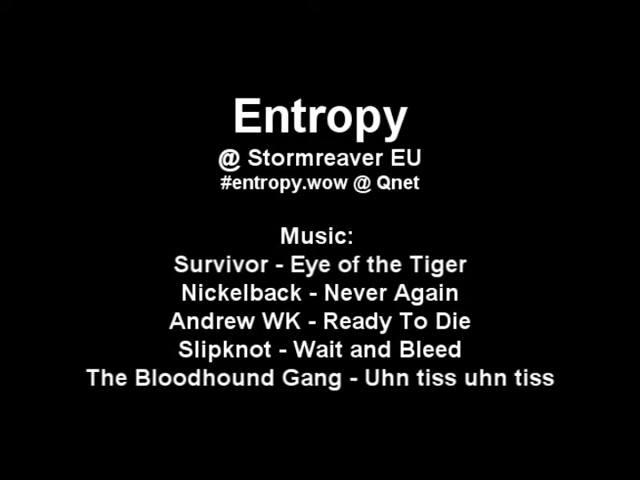 Entropy
@ Stormreaver EU
#entropy.wow @ Qnet
Music:
Survivor - Eye of the Tiger
Nickelback - Never Again
Andrew WK - Ready To Die
Slipknot - Wait and Bleed
The Bloodhound Gang - Uhn tiss uhn tiss